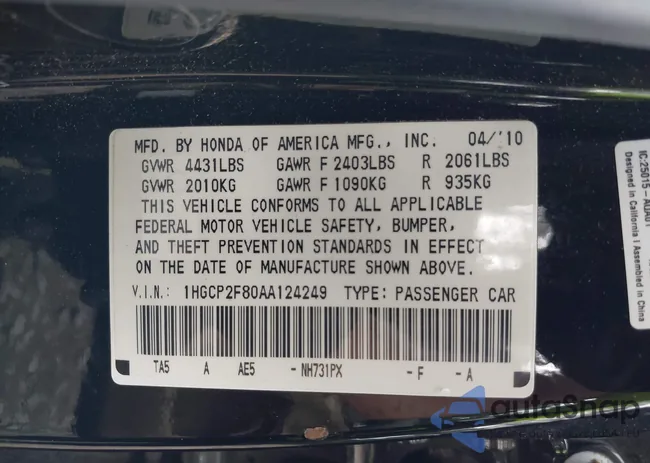 MFD. BY HONDA OF AMERICA MFG., INC. 04/'10
GVWR 4431LBS GAWR F 2403LBS R 2061LBS
GVWR 2010KG GAWR F 1090KG R 935KG
THIS VEHICLE CONFORMS TO ALL APPLICABLE
FEDERAL MOTOR VEHICLE SAFETY, BUMPER,
AND THEFT PREVENTION STANDARDS IN EFFECT
ON THE DATE OF MANUFACTURE SHOWN ABOVE.
V.I.N.: 1HGCP2F80AA124249 TYPE: PASSENGER CAR
TA5 A AE5 - NH731PX - F - A
Designed in California | Assembled in China
autoSnap